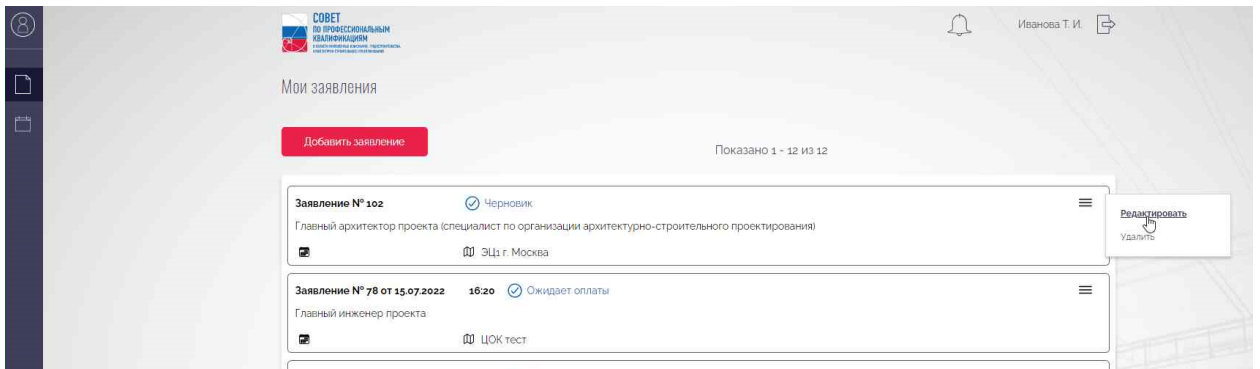 СОВЕТ
ПО ПРОФЕССИОНАЛЬНЫМ
КВАЛИФИКАЦИЯМ
Иванова Т. И.
Мои заявления
Добавить заявление
Показано 1 - 12 из 12
Заявление № 102 Черновик
Главный архитектор проекта (специалист по организации архитектурно-строительного проектирования)
ЭЦ1 г. Москва
Редактировать
Удалить
Заявление № 78 от 15.07.2022 16:20 Ожидает оплаты
Главный инженер проекта
ЦОК тест